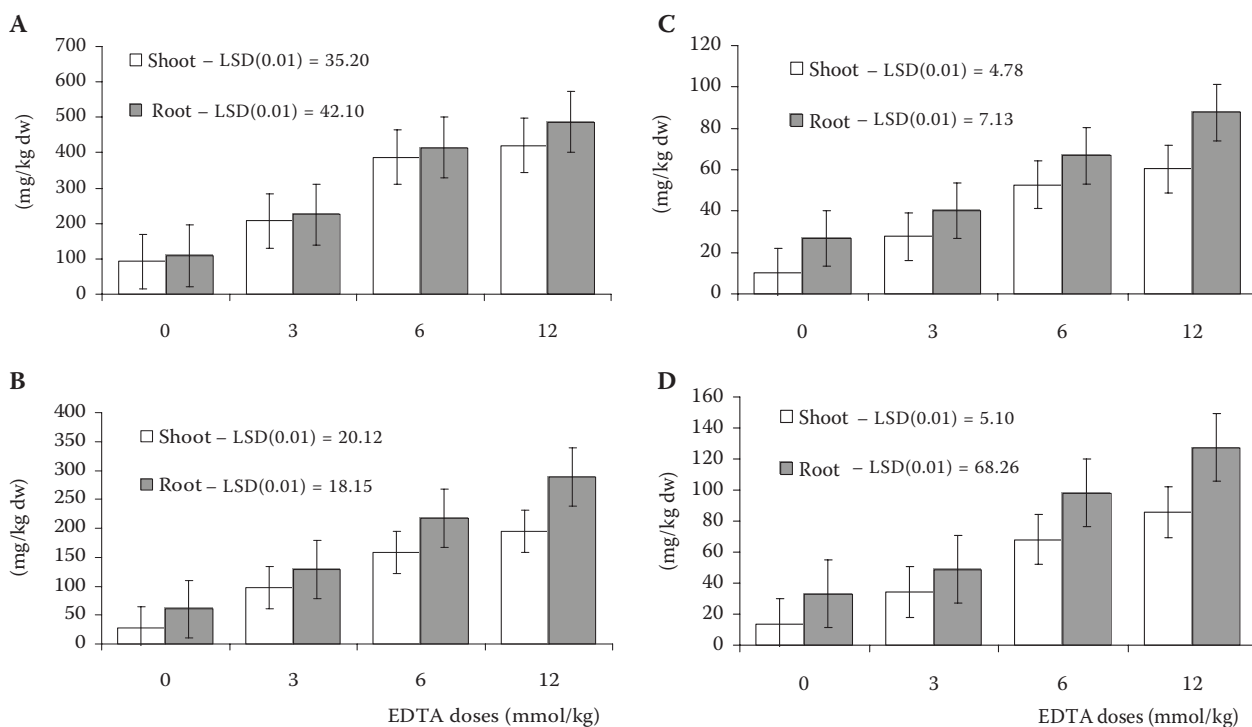 A
700
600
500
400
300
200
100
0
(mg/kg dw)
Shoot – LSD(0.01) = 35.20
Root – LSD(0.01) = 42.10
0 3 6 12
B
400
350
300
250
200
150
100
50
0
(mg/kg dw)
Shoot – LSD(0.01) = 20.12
Root – LSD(0.01) = 18.15
0 3 6 12
EDTA doses (mmol/kg)
C
120
100
80
60
40
20
0
(mg/kg dw)
Shoot – LSD(0.01) = 4.78
Root – LSD(0.01) = 7.13
0 3 6 12
D
160
140
120
100
80
60
40
20
0
(mg/kg dw)
Shoot – LSD(0.01) = 5.10
Root – LSD(0.01) = 68.26
0 3 6 12
EDTA doses (mmol/kg)